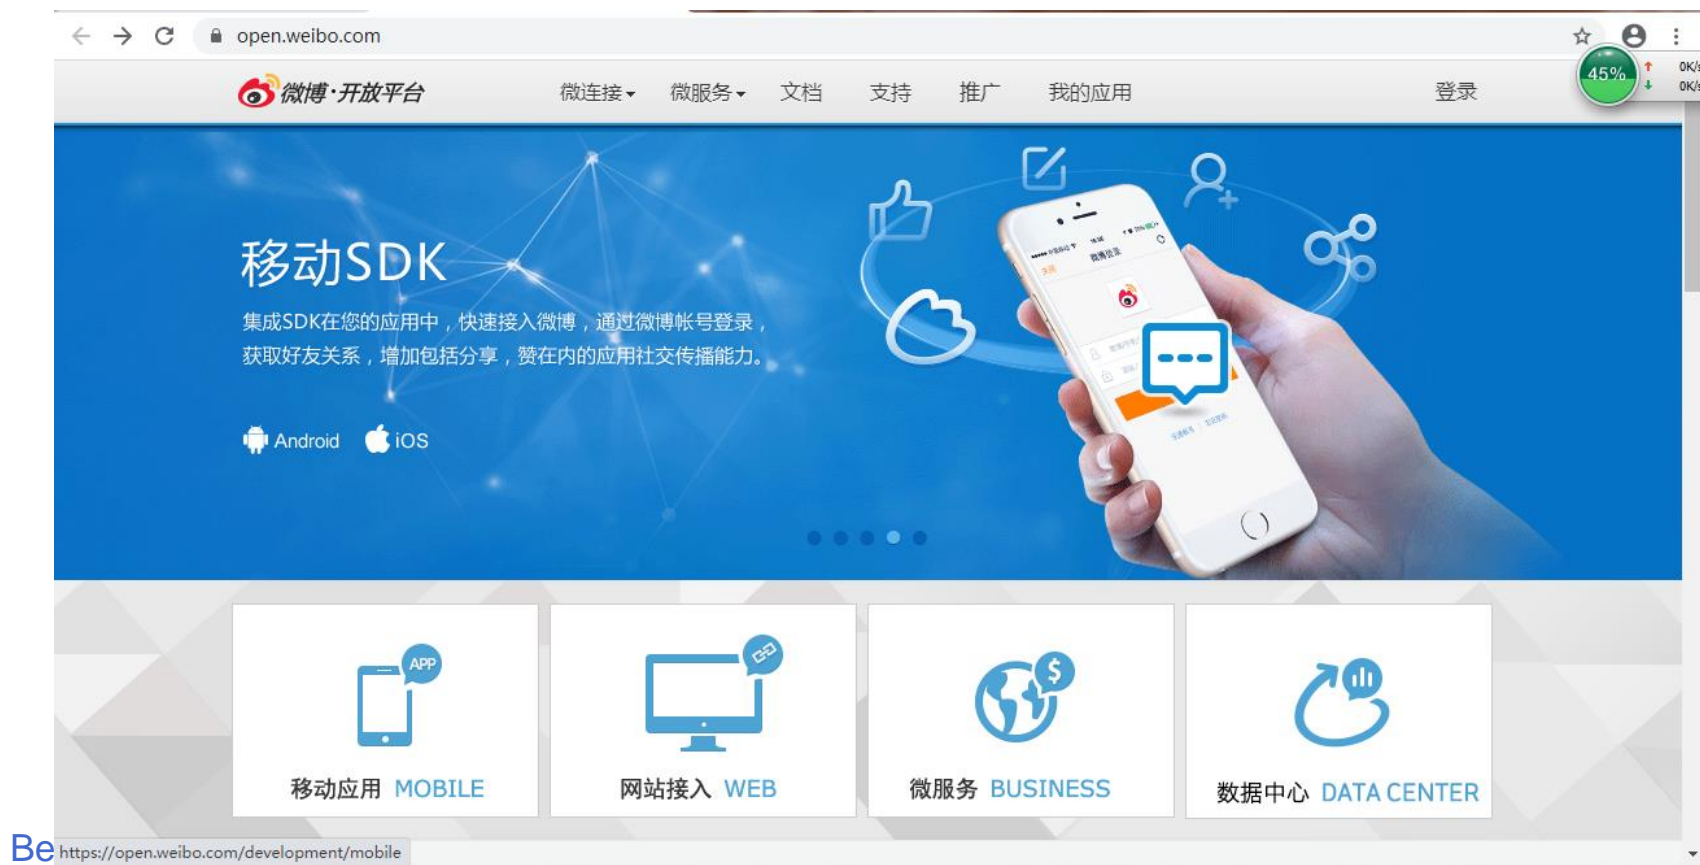 open.weibo.com
微博·开放平台
微连接
微服务
文档
支持
推广
我的应用
登录
45%
0K/s
0K/s
移动SDK
集成SDK在您的应用中，快速接入微博，通过微博帐号登录，
获取好友关系，增加包括分享，赞在内的应用社交传播能力。
Android
iOS
关闭
微博登录
APP
移动应用 MOBILE
网站接入 WEB
$
微服务 BUSINESS
数据中心 DATA CENTER
Be
https://open.weibo.com/development/mobile